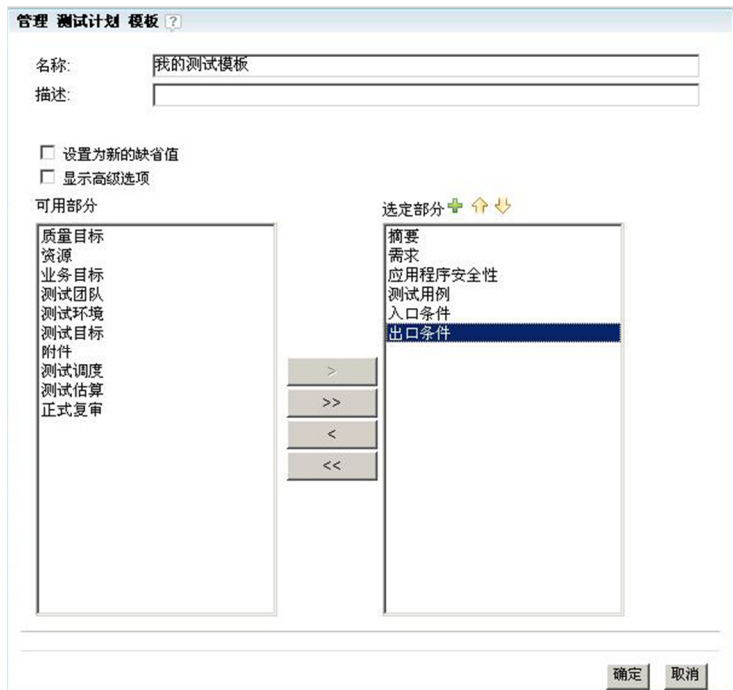 管理 测试计划 模板 ?
名称: 我的测试模板
描述:
设置为新的缺省值
显示高级选项
可用部分
质量目标
资源
业务目标
测试团队
测试环境
测试目标
附件
测试调度
测试估算
正式复审
>
>>
<
<<
选定部分
摘要
需求
应用程序安全性
测试用例
入口条件
出口条件
确定 取消